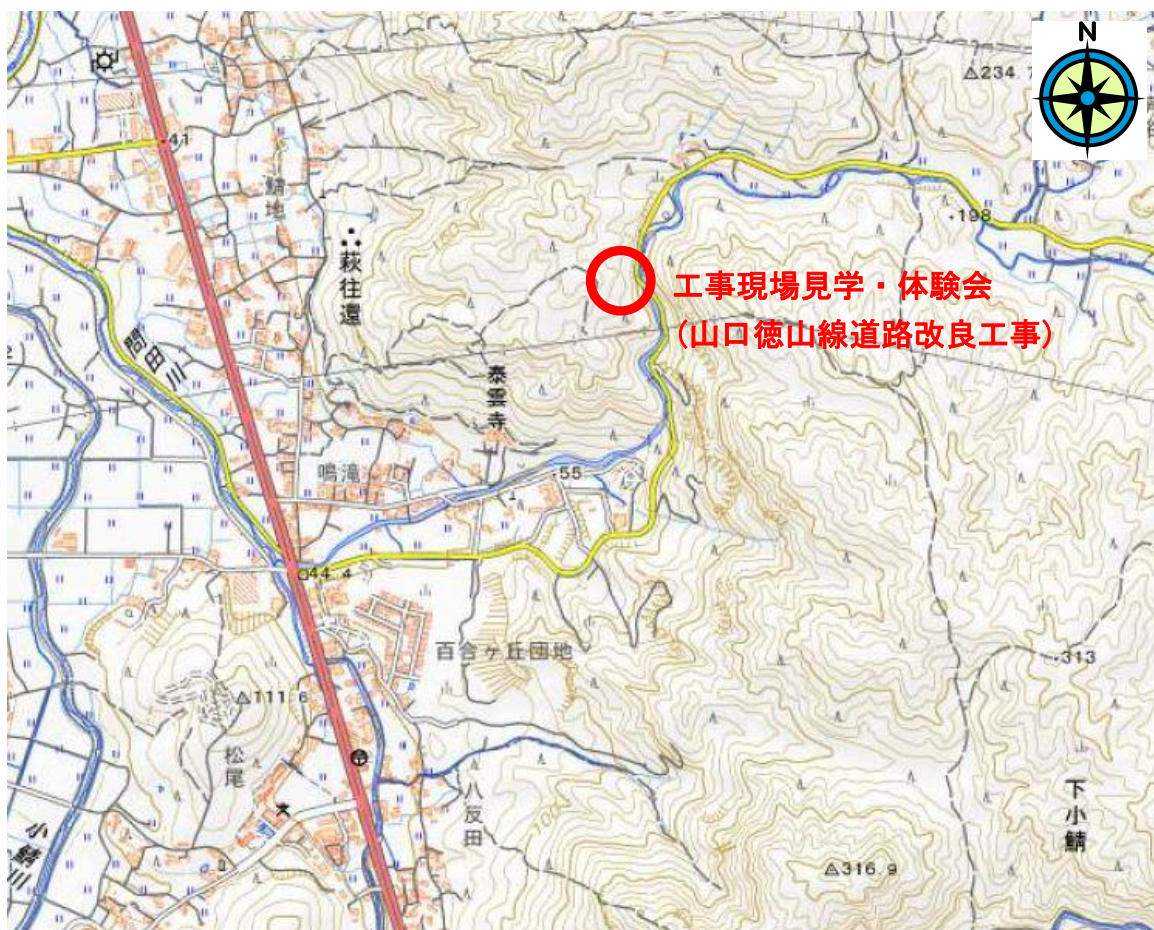 N
△234.7
41
鯖地
198
∴萩往還
工事現場見学・体験会
(山口徳山線道路改良工事)
問田川
泰雲寺
鳴滝
55
44.4
百合ヶ丘団地
313
△111.6
松尾
八反田
100
下小鯖
小鯖川
△316.9